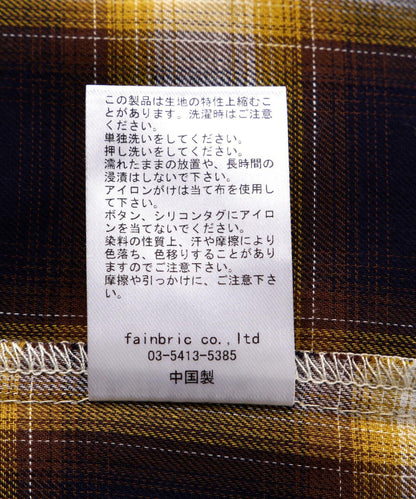 この製品は生地の特性上縮むこ
とがあります。洗濯時はご注意
ください。
単独洗いをしてください。
押し洗いをしてください。
濡れたままの放置や、長時間の
浸漬はしないで下さい。
アイロンがけは当て布を使用し
て下さい。
ボタン、シリコンタグにアイロ
ンを当てないでください。
染料の性質上、汗や摩擦により
色落ち、色移りすることがあり
ますのでご注意下さい。
摩擦や引っかけに、ご注意下さ
い。
fainbric co.,ltd
03-5413-5385
中国製